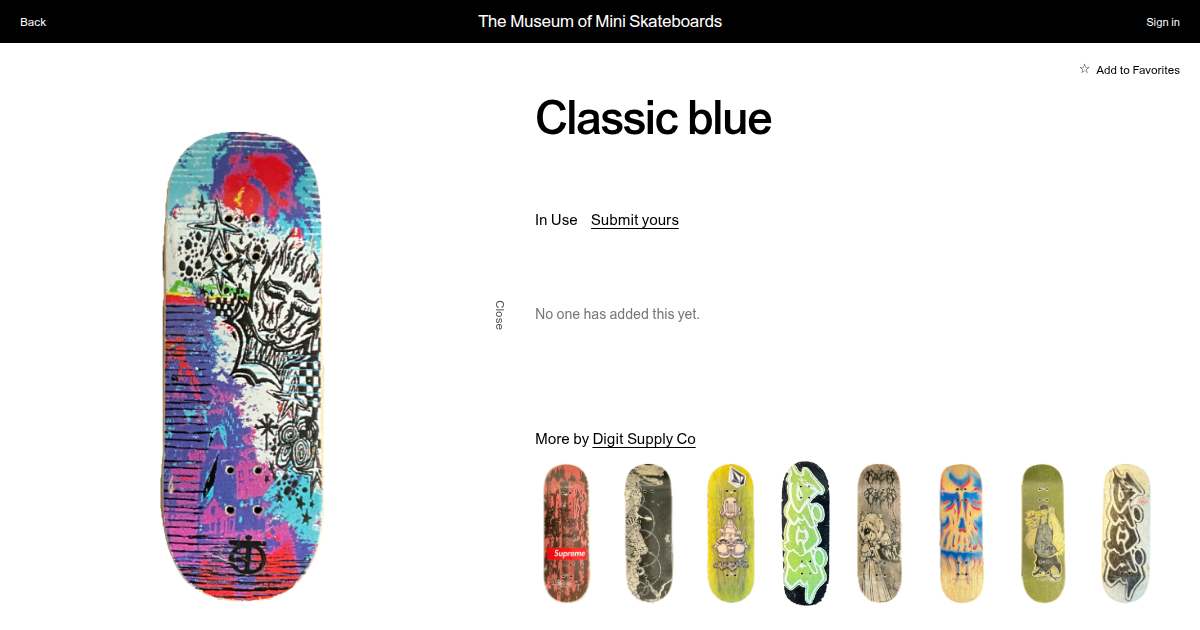 Back
The Museum of Mini Skateboards
Sign in
☆ Add to Favorites
Classic blue
In Use Submit yours
Close
No one has added this yet.
More by Digit Supply Co
Supreme